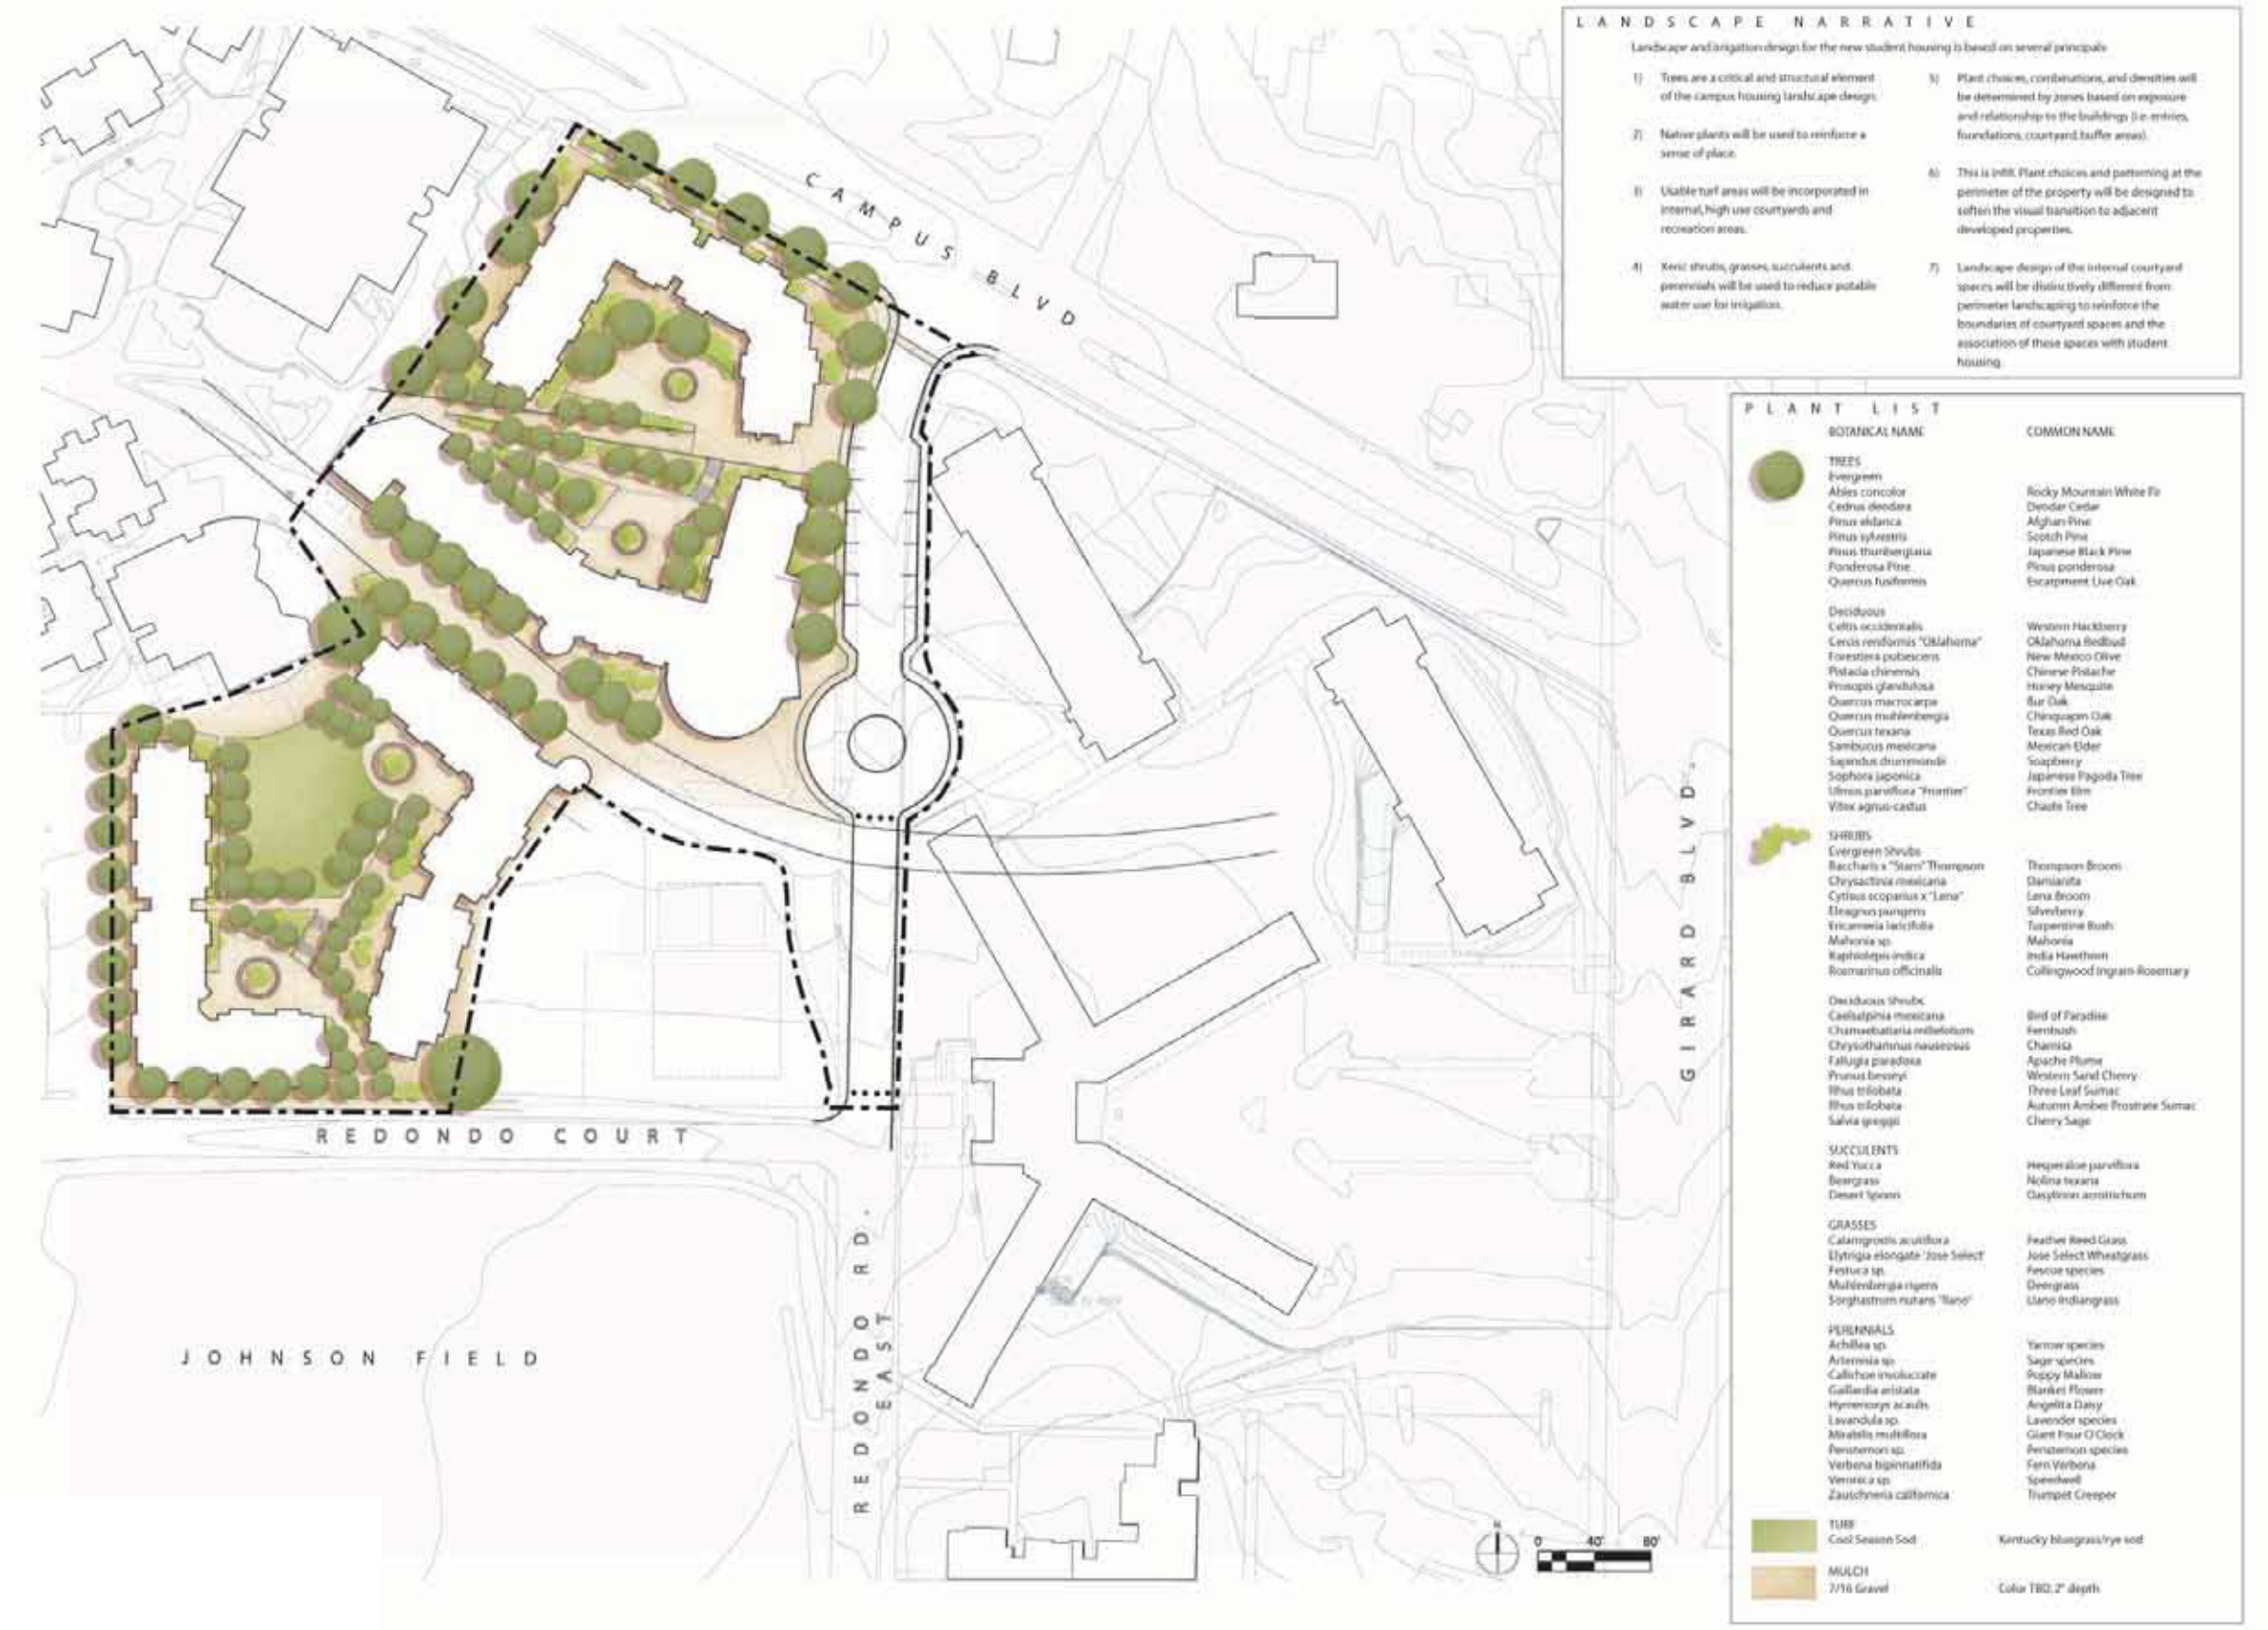 LANDSCAPE NARRATIVE
Landscape and irrigation design for the new student housing is based on several principals
1) Trees are a critical and structural element
of the campus housing landscape design.
2) Native plants will be used to reinforce a
sense of place.
3) Usable turf areas will be incorporated in
internal, high use courtyards and
recreation areas.
4) Xeric shrubs, grasses, succulents and
perennials will be used to reduce potable
water use for irrigation.
5) Plant choices, combinations, and densities will
be determined by zones based on exposure
and relationship to the buildings (i.e. entries,
foundations, courtyard, buffer areas).
6) This is infill. Plant choices and patterning at the
perimeter of the property will be designed to
soften the visual transition to adjacent
developed properties.
7) Landscape design of the internal courtyard
spaces will be distinctively different from
perimeter landscaping to reinforce the
boundaries of courtyard spaces and the
association of these spaces with student
housing.
CAMPUS BLVD
GIRARD BLVD.
REDONDO COURT
REDONDO RD.
EAST
JOHNSON FIELD
N
0 40' 80'
PLANT LIST
BOTANICAL NAME COMMON NAME
TREES
Evergreen
Abies concolor Rocky Mountain White Fir
Cedrus deodara Deodar Cedar
Pinus eldarica Afghan Pine
Pinus sylvestris Scotch Pine
Pinus thunbergiana Japanese Black Pine
Ponderosa Pine Pinus ponderosa
Quercus fusiformis Escarpment Live Oak
Deciduous
Celtis occidentalis Western Hackberry
Cercis reniformis "Oklahoma" Oklahoma Redbud
Forestiera pubescens New Mexico Olive
Pistacia chinensis Chinese Pistache
Prosopis glandulosa Honey Mesquite
Quercus macrocarpa Bur Oak
Quercus muhlenbergia Chinquapin Oak
Quercus texana Texas Red Oak
Sambucus mexicana Mexican Elder
Sapindus drummondii Soapberry
Sophora japonica Japanese Pagoda Tree
Ulmus parviflora "Frontier" Frontier Elm
Vitex agnus-castus Chaste Tree
SHRUBS
Evergreen Shrubs
Baccharis x "Starn" Thompson Thompson Broom
Chrysactinia mexicana Damianita
Cytisus scoparius x "Lena" Lena Broom
Eleagnus pungens Silverberry
Ericameria laricifolia Turpentine Bush
Mahonia sp. Mahonia
Raphiolepis indica India Hawthorn
Rosmarinus officinalis Collingwood Ingram Rosemary
Deciduous Shrubs
Caesalpinia mexicana Bird of Paradise
Chamaebatiaria millefolium Fernbush
Chrysothamnus nauseosus Chamisa
Fallugia paradoxa Apache Plume
Prunus besseyi Western Sand Cherry
Rhus trilobata Three Leaf Sumac
Rhus trilobata Autumn Amber Prostrate Sumac
Salvia greggii Cherry Sage
SUCCULENTS
Red Yucca Hesperaloe parviflora
Beargrass Nolina texana
Desert Spoon Dasylirion acrotrichum
GRASSES
Calamgrostis acutiflora Feather Reed Grass
Elytrigia elongate 'Jose Select' Jose Select Wheatgrass
Festuca sp. Fescue species
Muhlenbergia rigens Deergrass
Sorghastrum nutans "llano" Llano Indiangrass
PERENNIALS
Achillea sp. Yarrow species
Artemisia sp. Sage species
Callirhoe involucrate Poppy Mallow
Gaillardia aristata Blanket Flower
Hymenoxys acaulis Angelita Daisy
Lavandula sp. Lavender species
Mirabilis multiflora Giant Four O'Clock
Penstemon sp. Penstemon species
Verbena bipinnatifida Fern Verbena
Veronica sp. Speedwell
Zauschneria californica Trumpet Creeper
TURF
Cool Season Sod Kentucky bluegrass/rye sod
MULCH
7/16 Gravel Color TBD. 2" depth